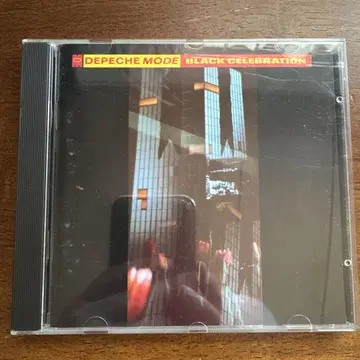 DEPECHE MODE BLACK CELEBRATION